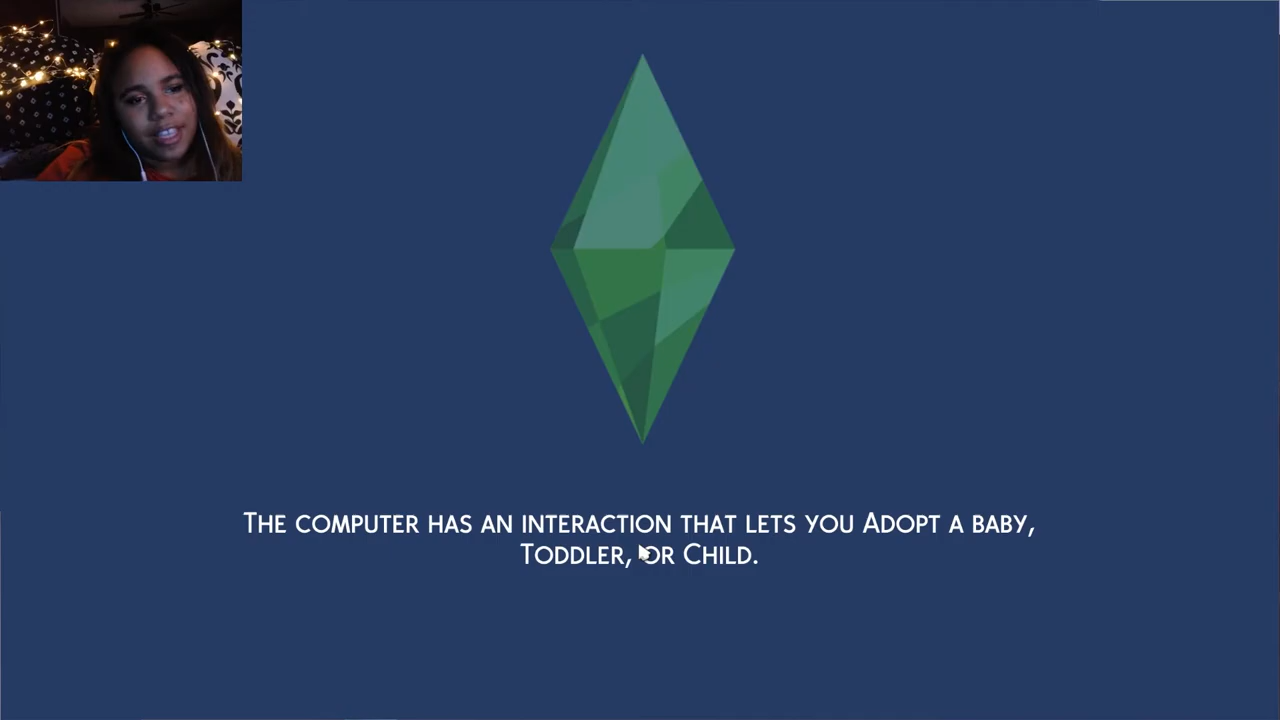 The computer has an interaction that lets you Adopt a baby,
Toddler, or Child.